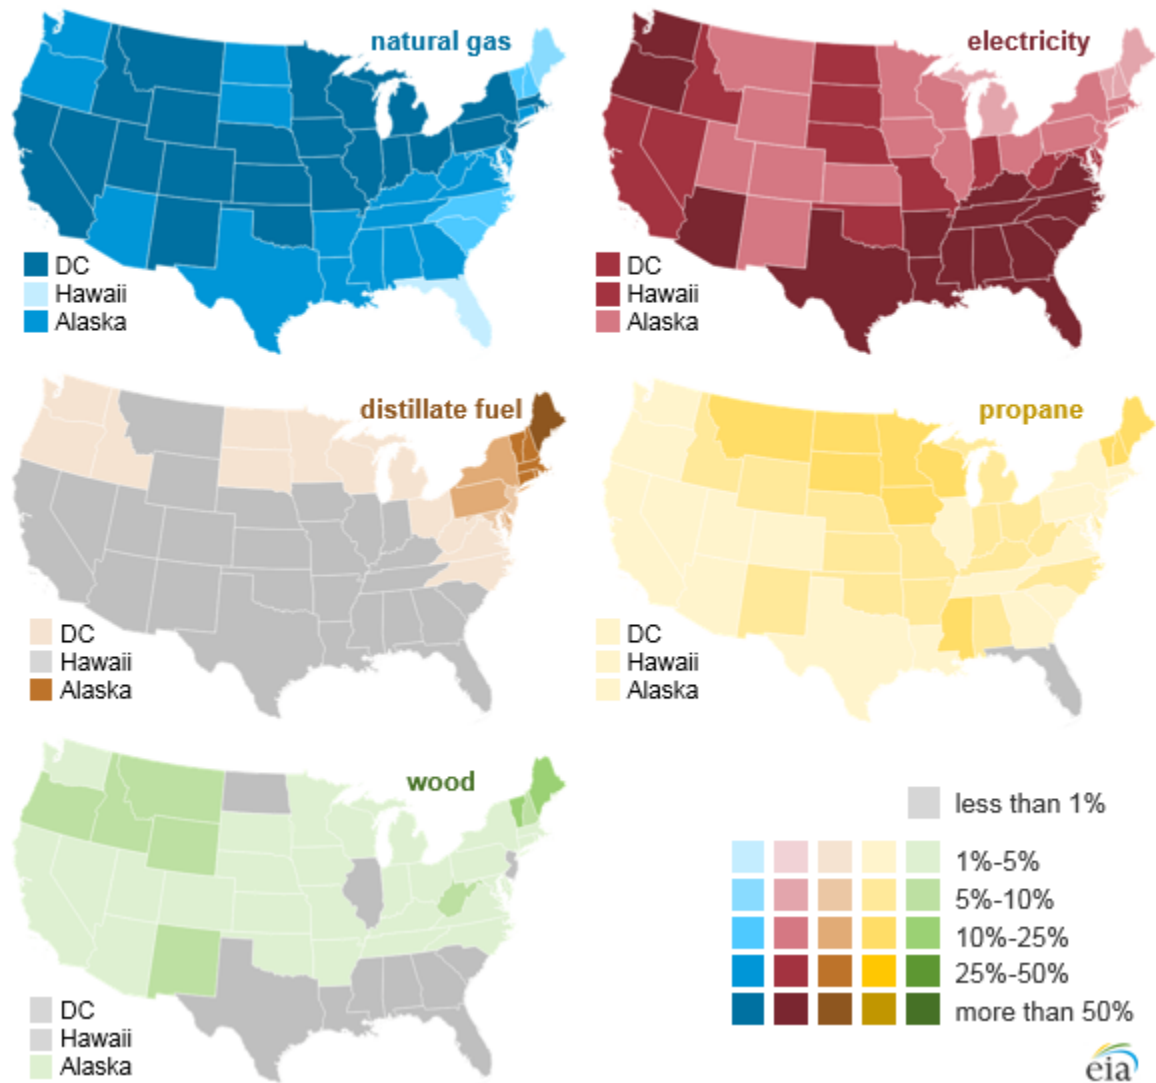 natural gas
DC
Hawaii
Alaska
electricity
DC
Hawaii
Alaska
distillate fuel
DC
Hawaii
Alaska
propane
DC
Hawaii
Alaska
wood
DC
Hawaii
Alaska
less than 1%
1%-5%
5%-10%
10%-25%
25%-50%
more than 50%
eia